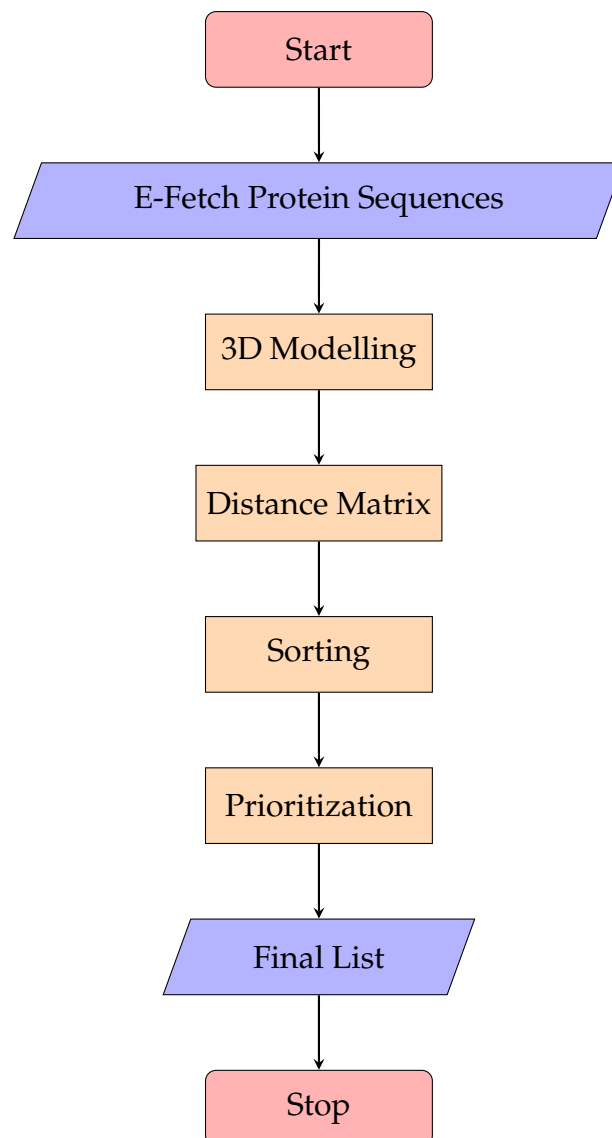 Start
E-Fetch Protein Sequences
3D Modelling
Distance Matrix
Sorting
Prioritization
Final List
Stop